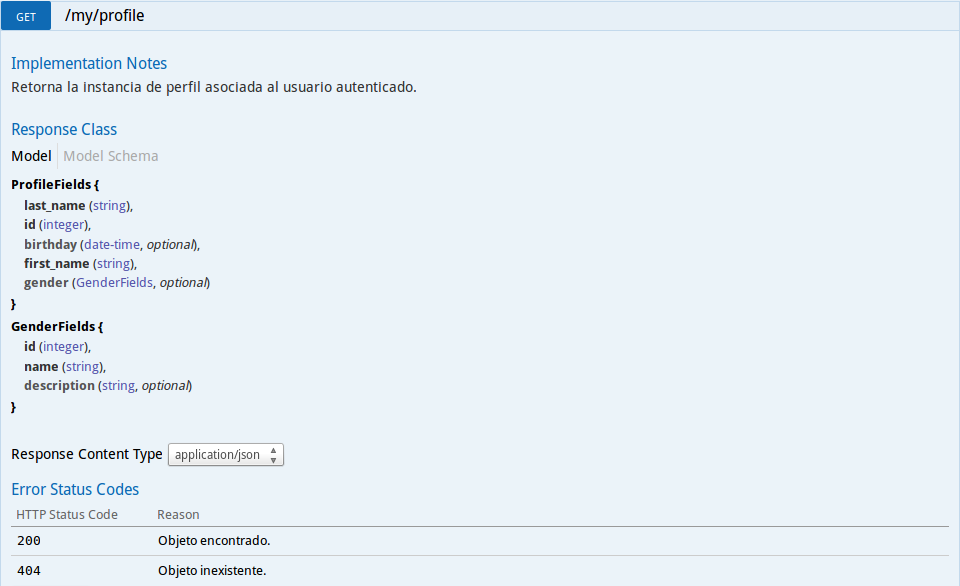 GET /my/profile
Implementation Notes
Retorna la instancia de perfil asociada al usuario autenticado.
Response Class
Model Model Schema
ProfileFields {
last_name (string),
id (integer),
birthday (date-time, optional),
first_name (string),
gender (GenderFields, optional)
}
GenderFields {
id (integer),
name (string),
description (string, optional)
}
Response Content Type application/json
Error Status Codes
HTTP Status Code Reason
200 Objeto encontrado.
404 Objeto inexistente.